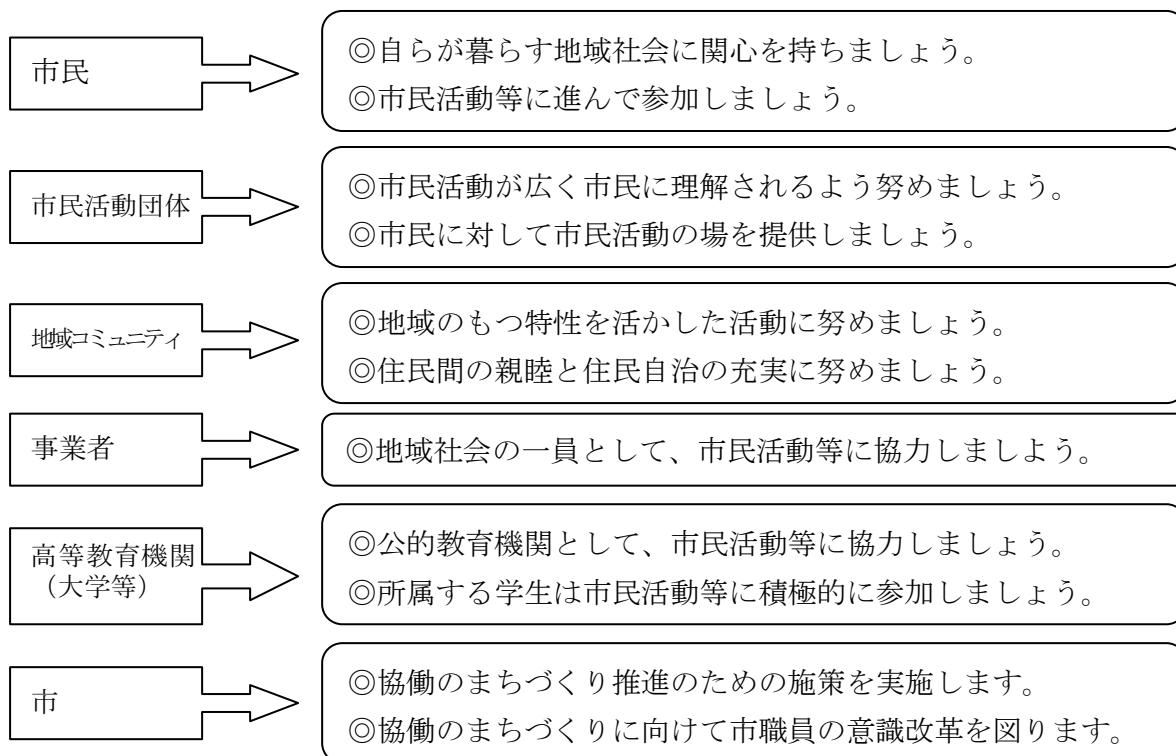 市民
◎自らが暮らす地域社会に関心を持ちましょう。
◎市民活動等に進んで参加しましょう。
市民活動団体
◎市民活動が広く市民に理解されるよう努めましょう。
◎市民に対して市民活動の場を提供しましょう。
地域コミュニティ
◎地域のもつ特性を活かした活動に努めましょう。
◎住民間の親睦と住民自治の充実に努めましょう。
事業者
◎地域社会の一員として、市民活動等に協力しましよう。
高等教育機関
（大学等）
◎公的教育機関として、市民活動等に協力しましょう。
◎所属する学生は市民活動等に積極的に参加しましょう。
市
◎協働のまちづくり推進のための施策を実施します。
◎協働のまちづくりに向けて市職員の意識改革を図ります。